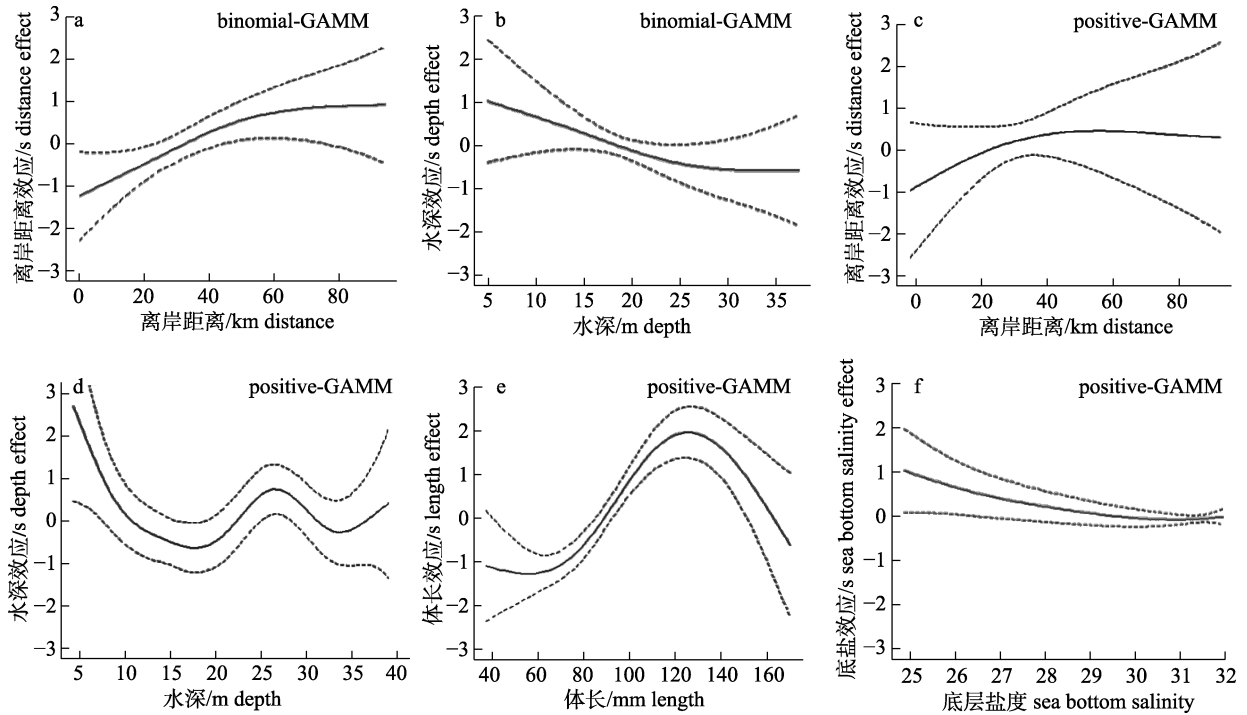 a binomial-GAMM
离岸距离效应/s distance effect
3
2
1
0
−1
−2
−3
0 20 40 60 80
离岸距离/km distance
b binomial-GAMM
水深效应/s depth effect
3
2
1
0
−1
−2
−3
5 10 15 20 25 30 35
水深/m depth
c positive-GAMM
离岸距离效应/s distance effect
3
2
1
0
−1
−2
−3
0 20 40 60 80
离岸距离/km distance
d positive-GAMM
水深效应/s depth effect
3
2
1
0
−1
−2
−3
5 10 15 20 25 30 35 40
水深/m depth
e positive-GAMM
体长效应/s length effect
3
2
1
0
−1
−2
−3
40 60 80 100 120 140 160
体长/mm length
f positive-GAMM
底盐效应/s sea bottom salinity effect
3
2
1
0
−1
−2
−3
25 26 27 28 29 30 31 32
底层盐度 sea bottom salinity